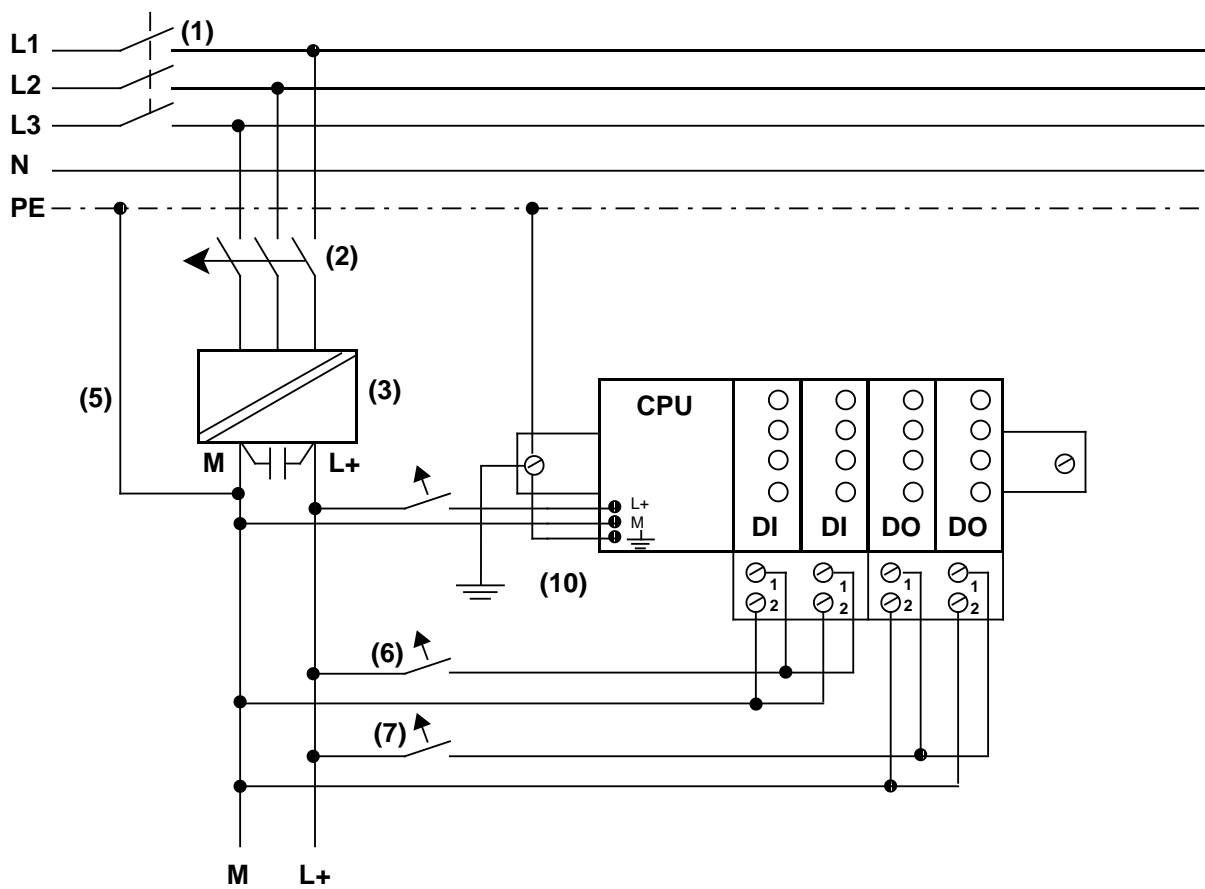 L1 (1)
L2
L3
N
PE
(2)
(5) (3)
CPU
M L+
L+
M
DI DI DO DO
(10)
1 1 1 1
2 2 2 2
(6)
(7)
M L+